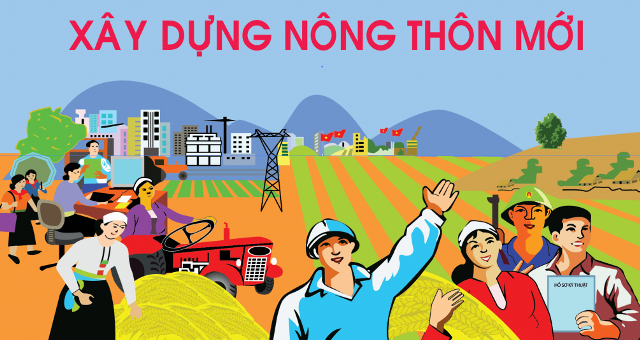 XÂY DỰNG NÔNG THÔN MỚI
HỒ SƠ KỸ THUẬT